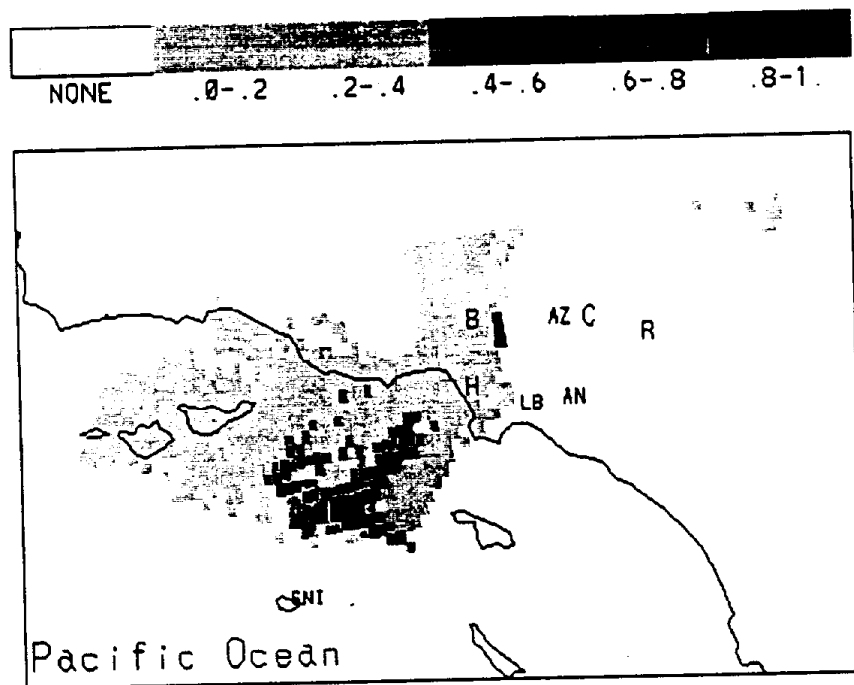 NONE .0-.2 .2-.4 .4-.6 .6-.8 .8-1.
B AZ C R
H LB AN
SNI
Pacific Ocean